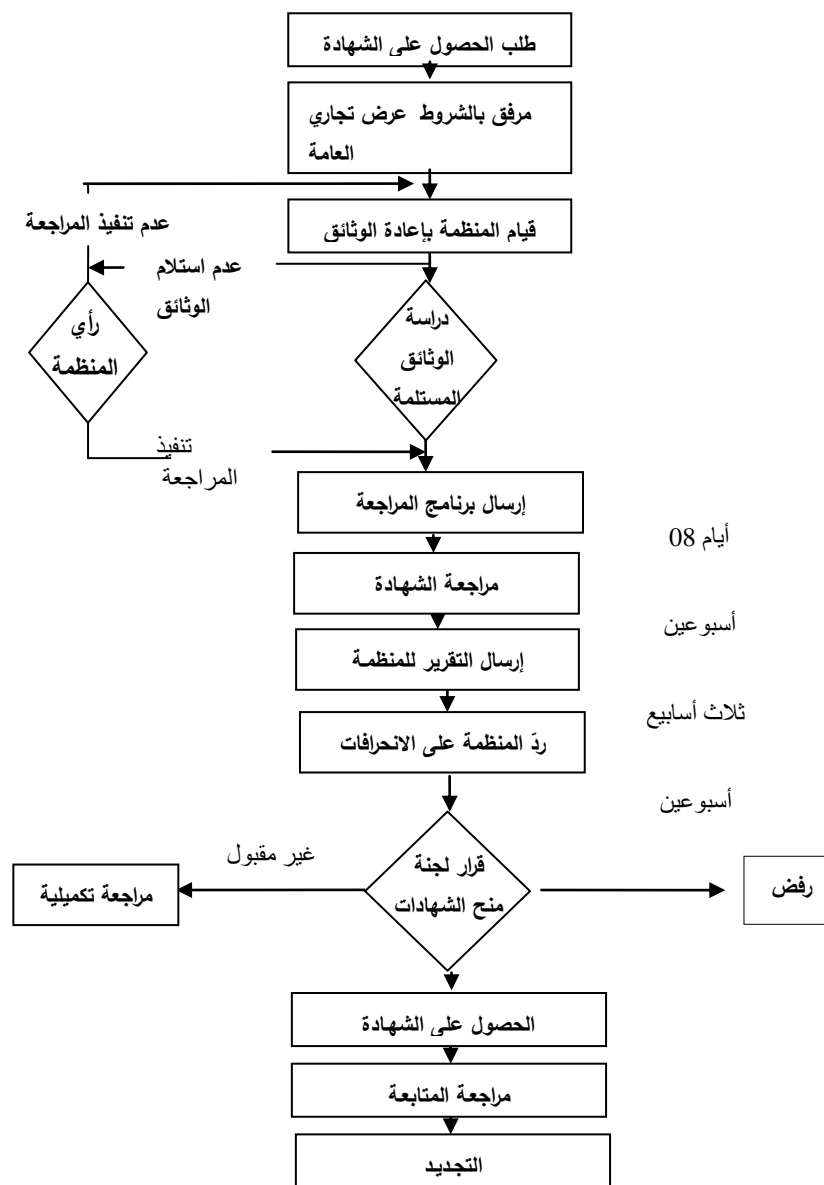 طلب الحصول على الشهادة
مرفق بالشروط عرض تجاري
العامة
عدم تنفيذ المراجعة
قيام المنظمة بإعادة الوثائق
عدم استلام
الوثائق
دراسة
الوثائق
المستلمة
رأي
المنظمة
تنفيذ
المراجعة
إرسال برنامج المراجعة
أيام 08
مراجعة الشهادة
أسبوعين
إرسال التقرير للمنظمة
ثلاث أسابيع
ردّ المنظمة على الانحرافات
أسبوعين
قرار لجنة
منح الشهادات
غير مقبول
رفض
مراجعة تكميلية
الحصول على الشهادة
مراجعة المتابعة
التجديد